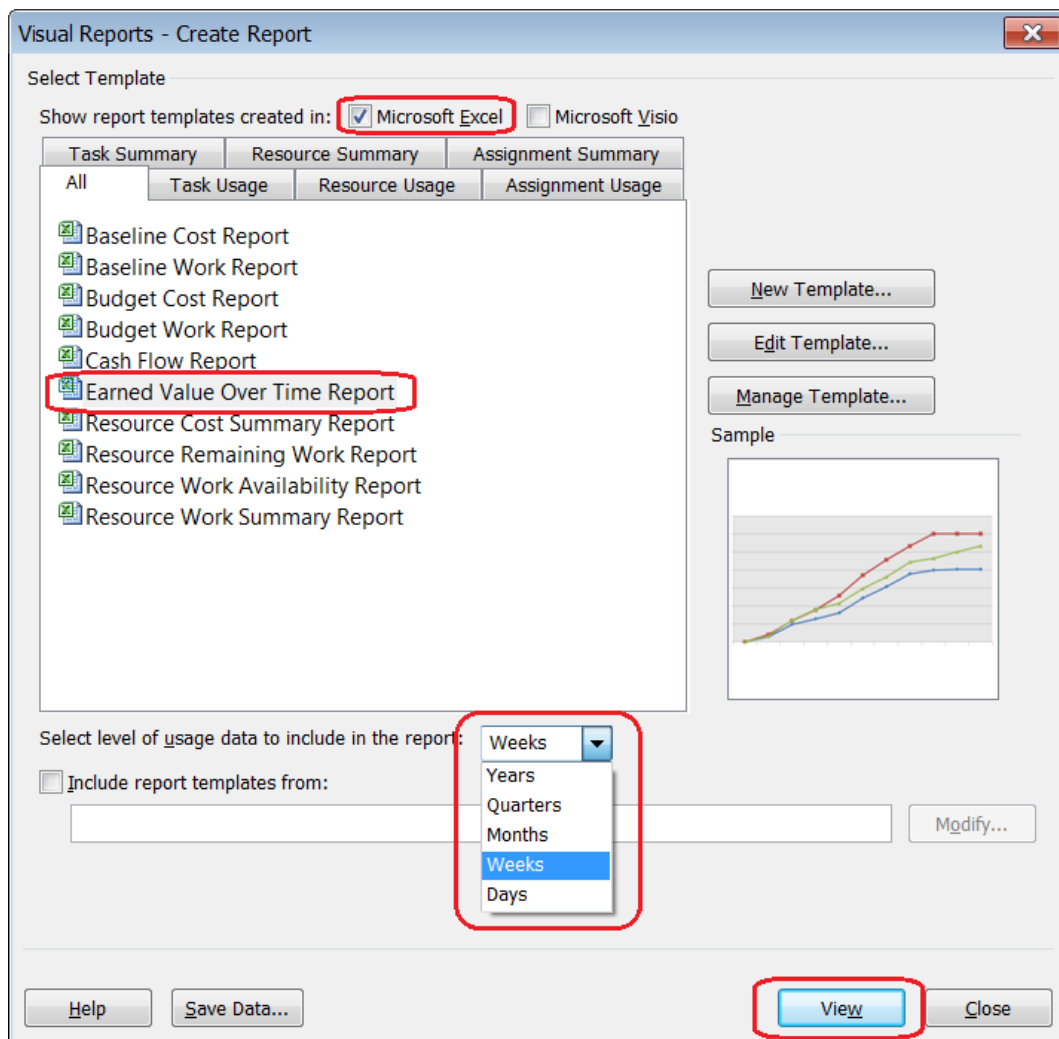 Visual Reports - Create Report
Select Template
Show report templates created in: Microsoft Excel Microsoft Visio
Task Summary Resource Summary Assignment Summary
All Task Usage Resource Usage Assignment Usage
Baseline Cost Report
Baseline Work Report
Budget Cost Report
Budget Work Report
Cash Flow Report
Earned Value Over Time Report
Resource Cost Summary Report
Resource Remaining Work Report
Resource Work Availability Report
Resource Work Summary Report
New Template...
Edit Template...
Manage Template...
Sample
Select level of usage data to include in the report: Weeks
Years
Quarters
Months
Weeks
Days
Include report templates from:
Modify...
Help Save Data... View Close